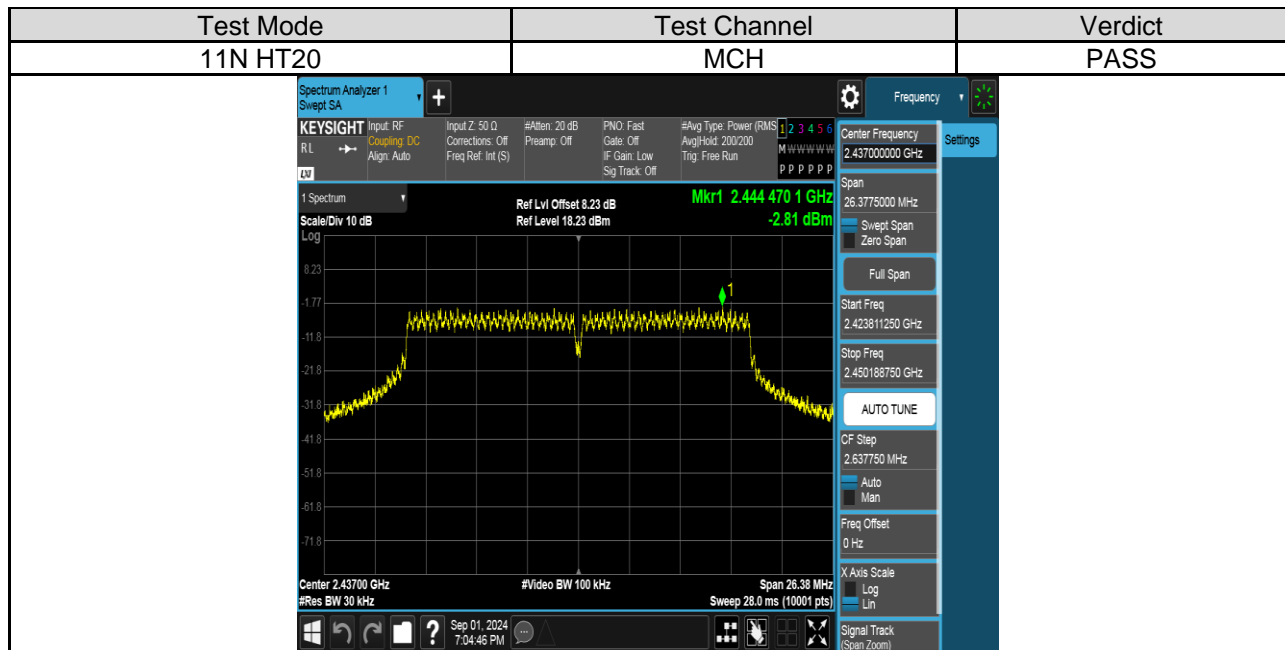 Test Mode Test Channel Verdict
11N HT20 MCH PASS
Spectrum Analyzer 1
Swept SA
+
Frequency
KEYSIGHT
RL
LXI
Input: RF
Coupling: DC
Align: Auto
Input Z: 50 Ω
Corrections: Off
Freq Ref: Int (S)
#Atten: 20 dB
Preamp: Off
PNO: Fast
Gate: Off
IF Gain: Low
Sig Track: Off
#Avg Type: Power (RMS
Avg|Hold: 200/200
Trig: Free Run
1 2 3 4 5 6
M W W W W W
P P P P P P
1 Spectrum
Scale/Div 10 dB
Log
Ref Lvl Offset 8.23 dB
Ref Level 18.23 dBm
Mkr1 2.444 470 1 GHz
-2.81 dBm
8.23
-1.77
-11.8
-21.8
-31.8
-41.8
-51.8
-61.8
-71.8
1
Center 2.43700 GHz
#Res BW 30 kHz
#Video BW 100 kHz
Span 26.38 MHz
Sweep 28.0 ms (10001 pts)
Center Frequency
2.437000000 GHz
Settings
Span
26.3775000 MHz
Swept Span
Zero Span
Full Span
Start Freq
2.423811250 GHz
Stop Freq
2.450188750 GHz
AUTO TUNE
CF Step
2.637750 MHz
Auto
Man
Freq Offset
0 Hz
X Axis Scale
Log
Lin
Signal Track
(Span Zoom)
?
Sep 01, 2024
7:04:46 PM